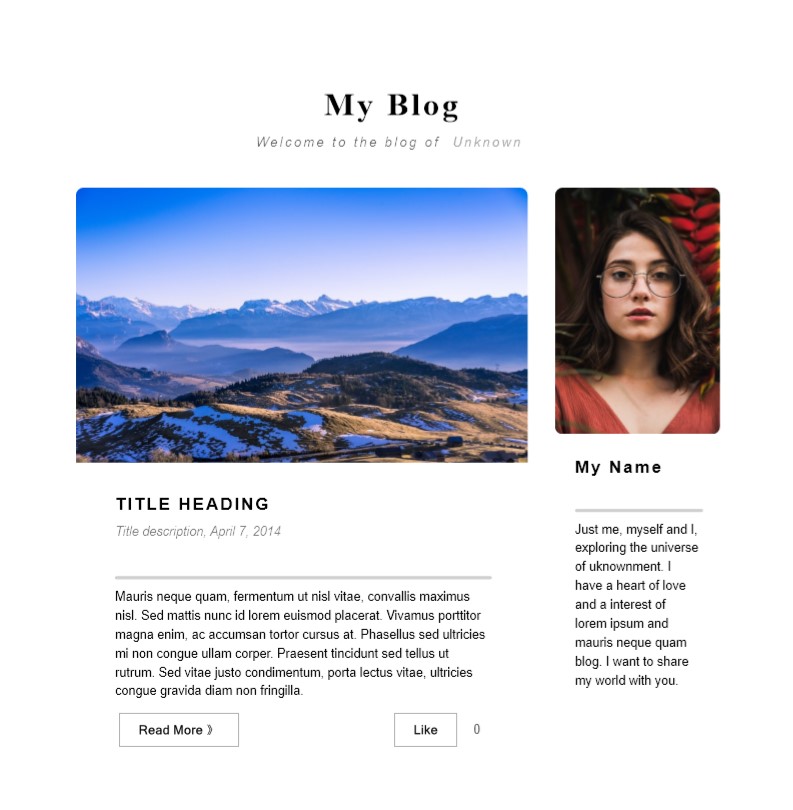 My Blog
Welcome to the blog of Unknown
TITLE HEADING
Title description, April 7, 2014
Mauris neque quam, fermentum ut nisl vitae, convallis maximus
nisl. Sed mattis nunc id lorem euismod placerat. Vivamus porttitor
magna enim, ac accumsan tortor cursus at. Phasellus sed ultricies
mi non congue ullam corper. Praesent tincidunt sed tellus ut
rutrum. Sed vitae justo condimentum, porta lectus vitae, ultricies
congue gravida diam non fringilla.
Read More 》
Like 0
My Name
Just me, myself and I,
exploring the universe
of uknownment. I
have a heart of love
and a interest of
lorem ipsum and
mauris neque quam
blog. I want to share
my world with you.